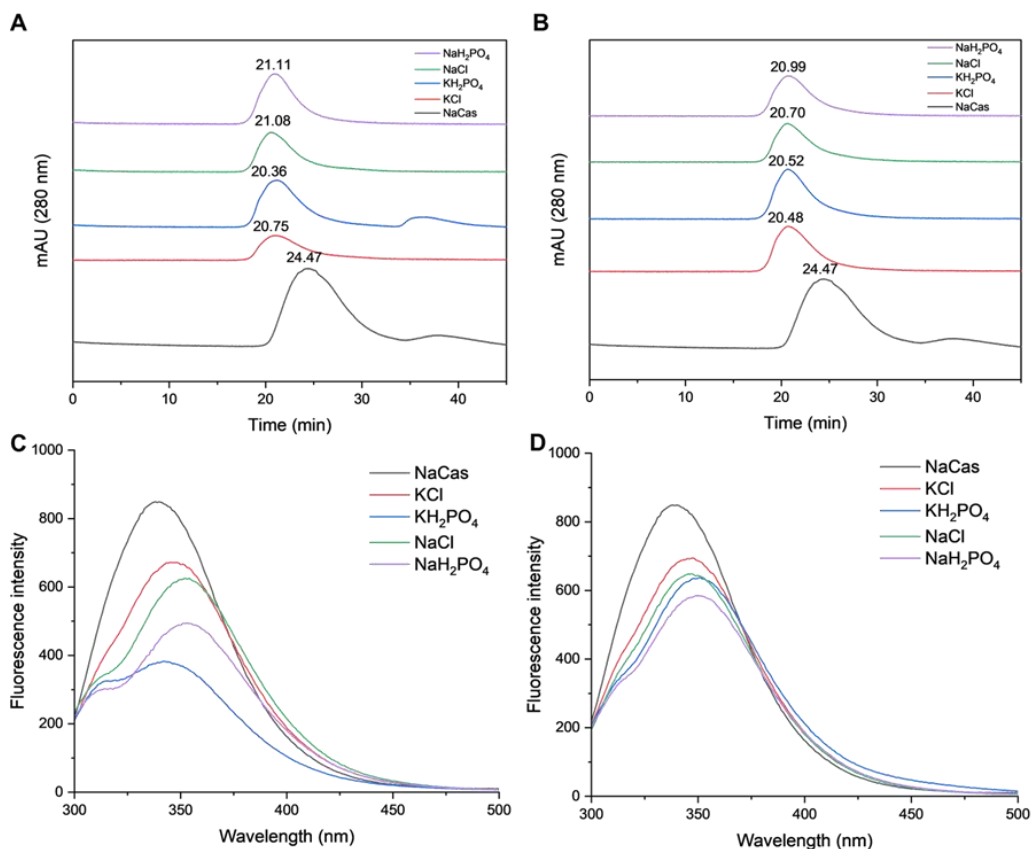 A
NaH₂PO₄
NaCl
KH₂PO₄
KCl
NaCas
21.11
21.08
20.36
20.75
24.47
mAU (280 nm)
0 10 20 30 40
Time (min)
B
NaH₂PO₄
NaCl
KH₂PO₄
KCl
NaCas
20.99
20.70
20.52
20.48
24.47
mAU (280 nm)
0 10 20 30 40
Time (min)
C
NaCas
KCl
KH₂PO₄
NaCl
NaH₂PO₄
1000
800
600
400
200
0
Fluorescence intensity
300 350 400 450 500
Wavelength (nm)
D
NaCas
KCl
KH₂PO₄
NaCl
NaH₂PO₄
1000
800
600
400
200
0
Fluorescence intensity
300 350 400 450 500
Wavelength (nm)